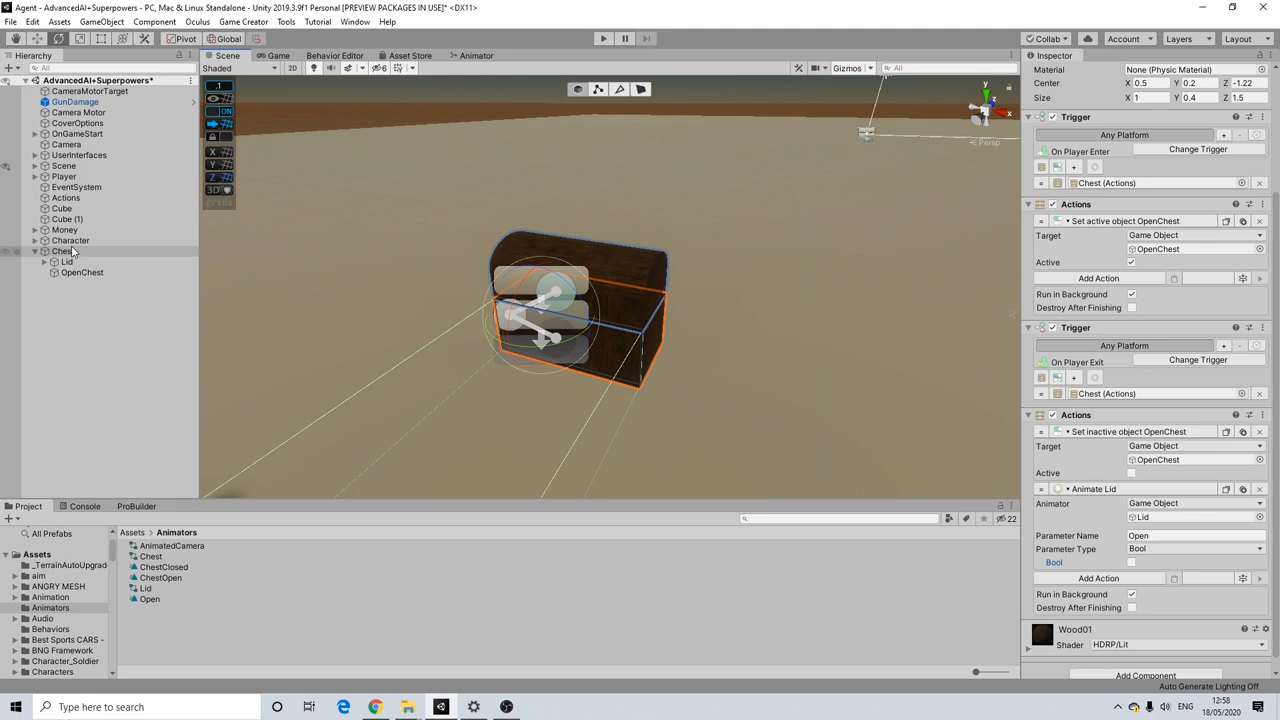 Agent - AdvancedAI+Superpowers - PC, Mac & Linux Standalone - Unity 2019.3.9f1 Personal [PREVIEW PACKAGES IN USE]* <DX11>
File Edit Assets GameObject Component Oculus Game Creator Tools Tutorial Window Help
Pivot Global Collab Account Layers Layout
Hierarchy Scene Game Behavior Editor Asset Store Animator Inspector
All
Shaded 2D 6 Gizmos All
AdvancedAI+Superpowers*
CameraMotorTarget
GunDamage
Camera Motor
CoverOptions
OnGameStart
Camera
UserInterfaces
Scene
Player
EventSystem
Actions
Cube
Cube (1)
Money
Character
Chest
Lid
OpenChest
.1
ON
X
Y
Z
3D
grids
y
x
Persp
Material None (Physic Material)
Center X 0.5 Y 0.2 Z -1.22
Size X 1 Y 0.4 Z 1.5
Trigger
Any Platform
On Player Enter Change Trigger
Chest (Actions)
Actions
Set active object OpenChest
Target Game Object
OpenChest
Active
Add Action
Run in Background
Destroy After Finishing
Trigger
Any Platform
On Player Exit Change Trigger
Chest (Actions)
Actions
Set inactive object OpenChest
Target Game Object
OpenChest
Active
Animate Lid
Animator Game Object
Lid
Parameter Name Open
Parameter Type Bool
Bool
Add Action
Run in Background
Destroy After Finishing
Wood01
Shader HDRP/Lit
Add Component
Auto Generate Lighting Off
Project Console ProBuilder
22
All Prefabs
Assets
_TerrainAutoUpgrad
aim
ANGRY MESH
Animation
Animators
Audio
Behaviors
Best Sports CARS -
BNG Framework
Character_Soldier
Characters
Assets > Animators
AnimatedCamera
Chest
ChestClosed
ChestOpen
Lid
Open
Type here to search
ENG
12:58
18/05/2020